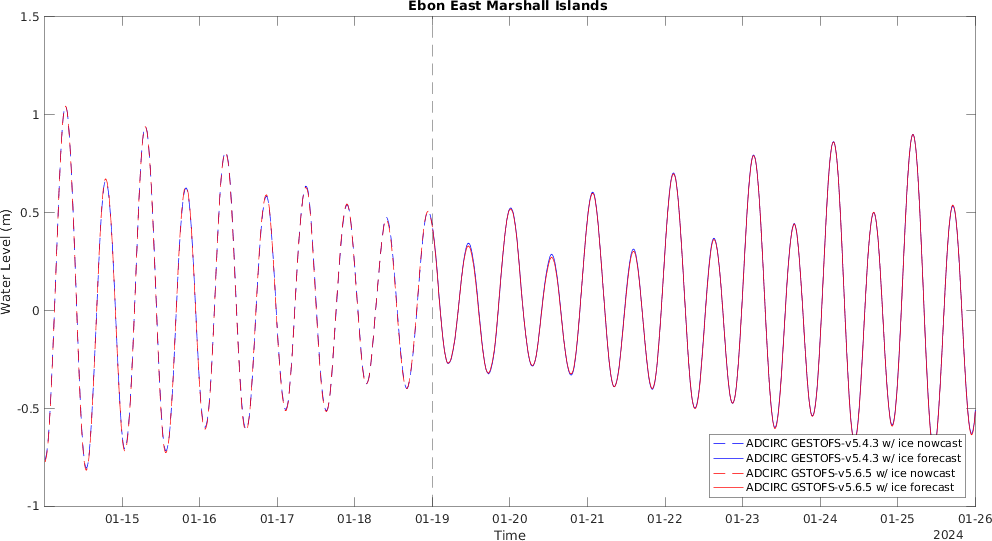 Ebon East Marshall Islands
1.5
1
0.5
0
-0.5
-1
Water Level (m)
01-15 01-16 01-17 01-18 01-19 01-20 01-21 01-22 01-23 01-24 01-25 01-26
Time
2024
ADCIRC GESTOFS-v5.4.3 w/ ice nowcast
ADCIRC GESTOFS-v5.4.3 w/ ice forecast
ADCIRC GSTOFS-v5.6.5 w/ ice nowcast
ADCIRC GSTOFS-v5.6.5 w/ ice forecast